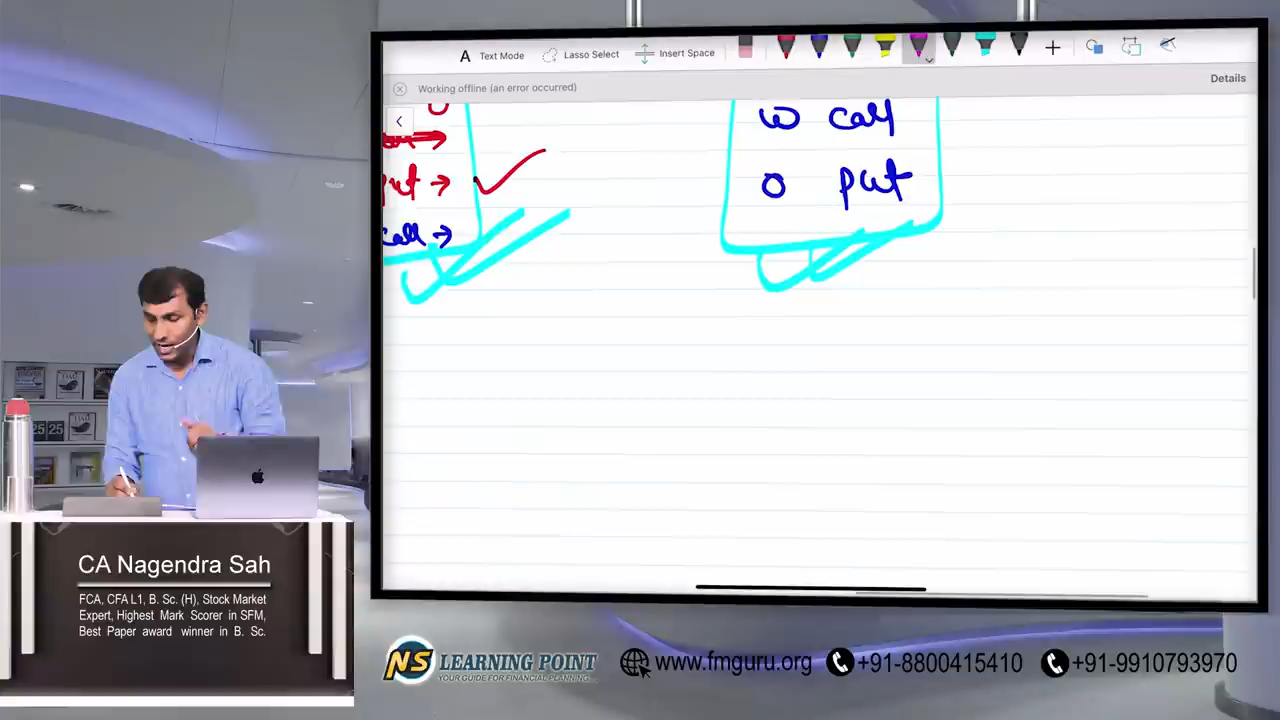 Text Mode
Lasso Select
Insert Space
Working offline (an error occurred)
Details
put →
call →
w call
o put
CA Nagendra Sah
FCA, CFA L1, B. Sc. (H), Stock Market
Expert, Highest Mark Scorer in SFM,
Best Paper award winner in B. Sc.
NS LEARNING POINT
YOUR GUIDE FOR FINANCIAL PLANNING...
www.fmguru.org
+91-8800415410
+91-9910793970